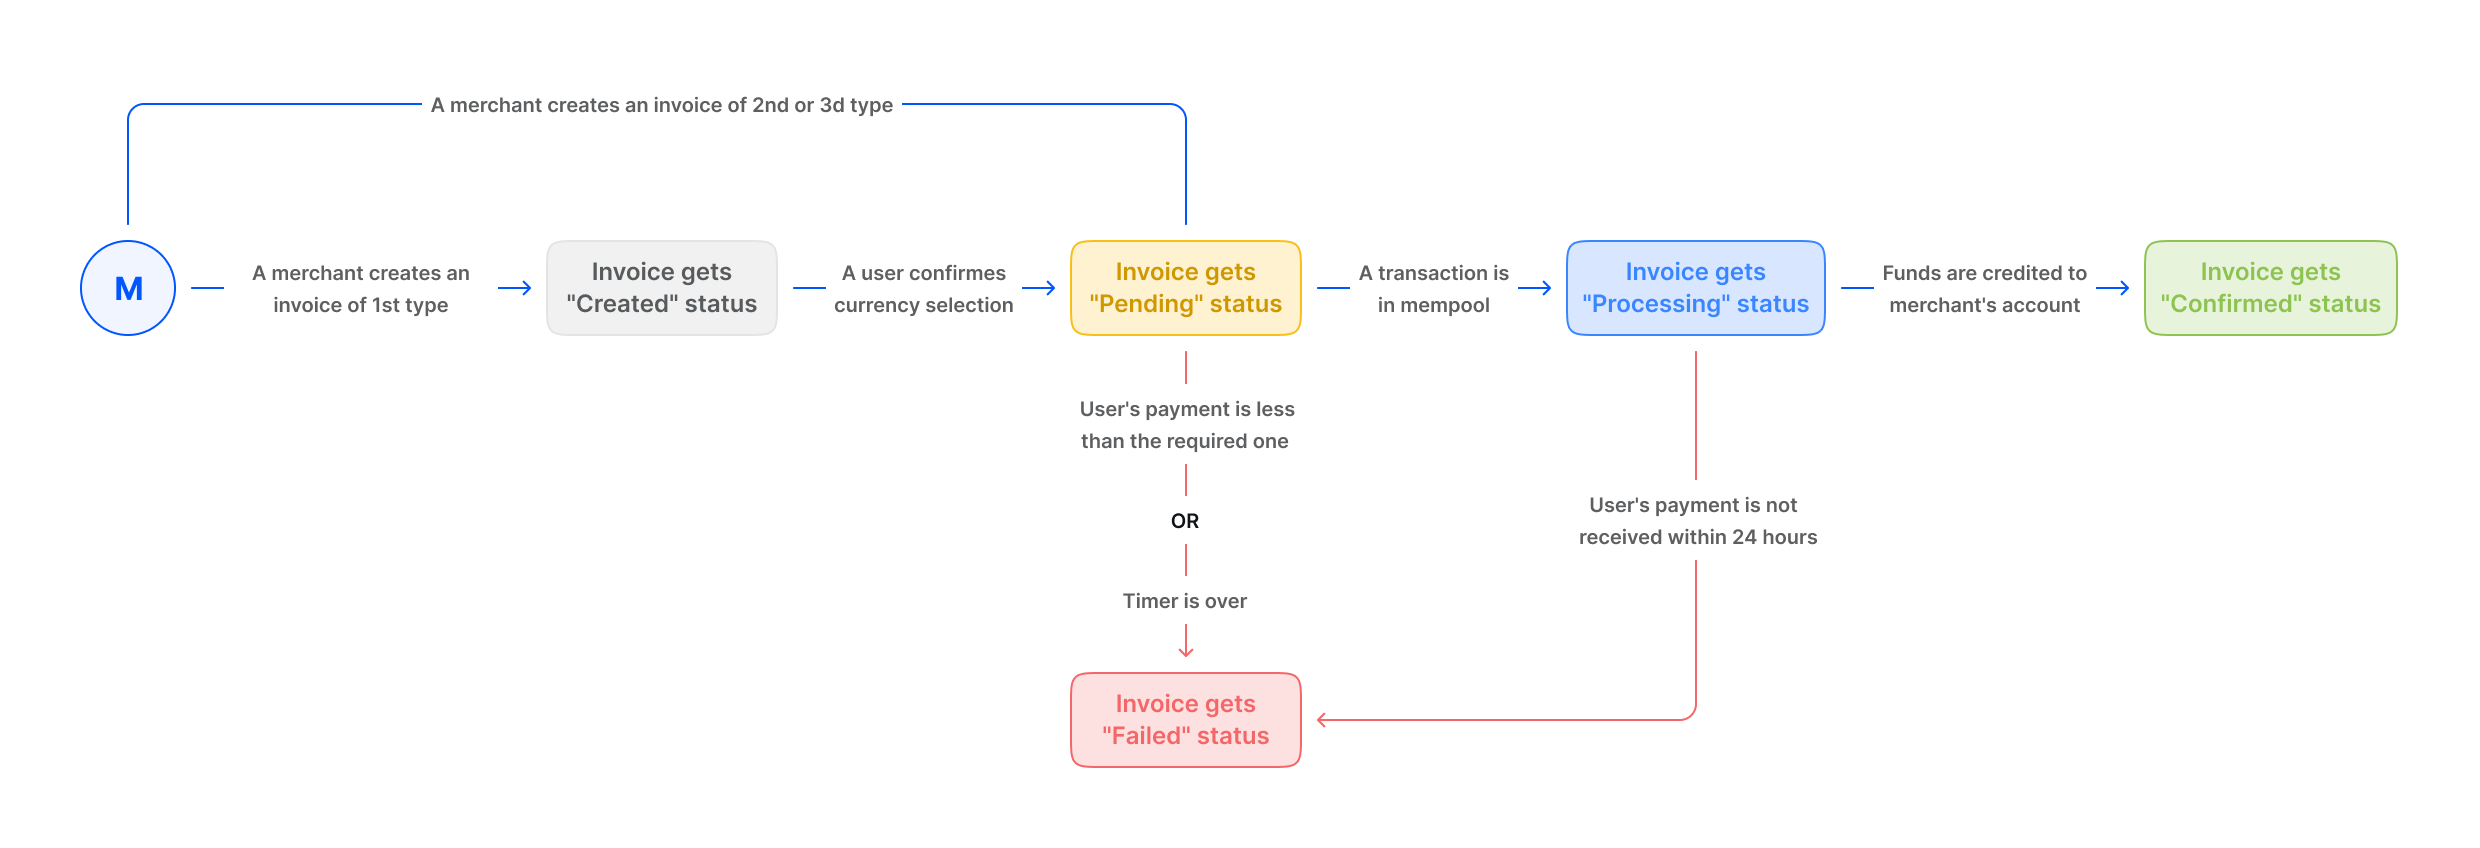 A merchant creates an invoice of 2nd or 3d type
M
A merchant creates an
invoice of 1st type
Invoice gets
"Created" status
A user confirmes
currency selection
Invoice gets
"Pending" status
A transaction is
in mempool
Invoice gets
"Processing" status
Funds are credited to
merchant's account
Invoice gets
"Confirmed" status
User's payment is less
than the required one
OR
Timer is over
User's payment is not
received within 24 hours
Invoice gets
"Failed" status